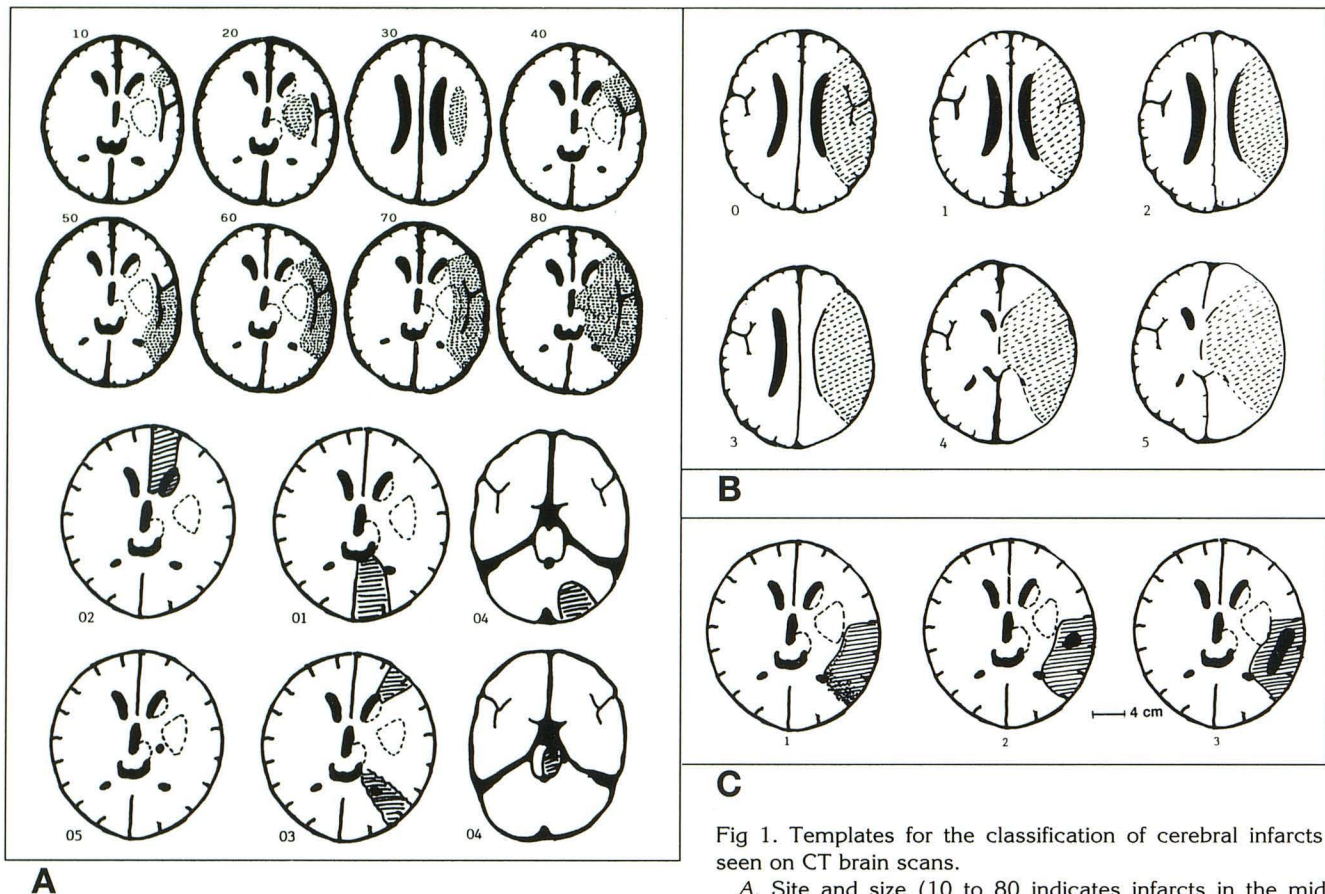 10 20 30 40
50 60 70 80
02 01 04
05 03 04
A
0 1 2
3 4 5
B
4 cm
1 2 3
C
Fig 1. Templates for the classification of cerebral infarcts
seen on CT brain scans.
A. Site and size (10 to 80 indicates infarcts in the mid